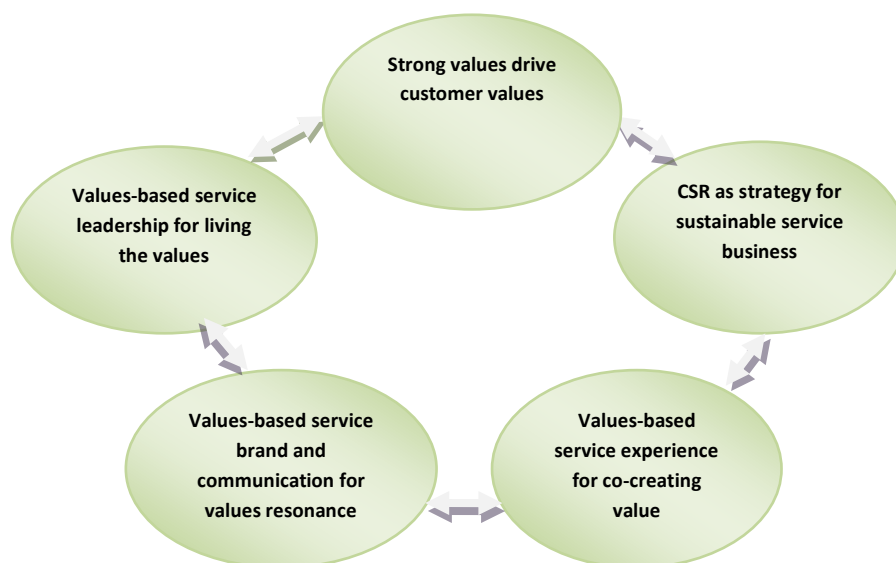 Strong values drive
customer values
Values-based service
leadership for living
the values
CSR as strategy for
sustainable service
business
Values-based service
brand and
communication for
values resonance
Values-based
service experience
for co-creating
value